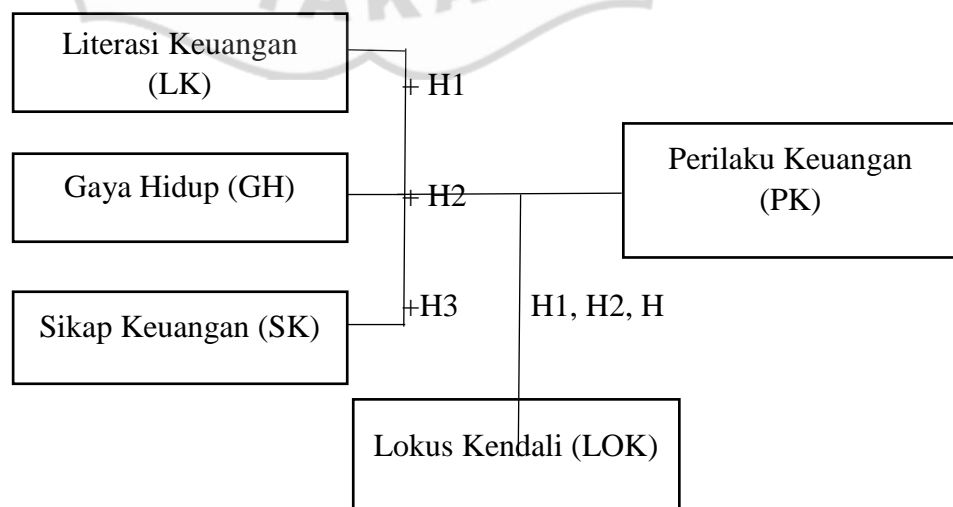 Literasi Keuangan
(LK)
+ H1
Perilaku Keuangan
(PK)
Gaya Hidup (GH)
+ H2
Sikap Keuangan (SK)
+H3
H1, H2, H
Lokus Kendali (LOK)